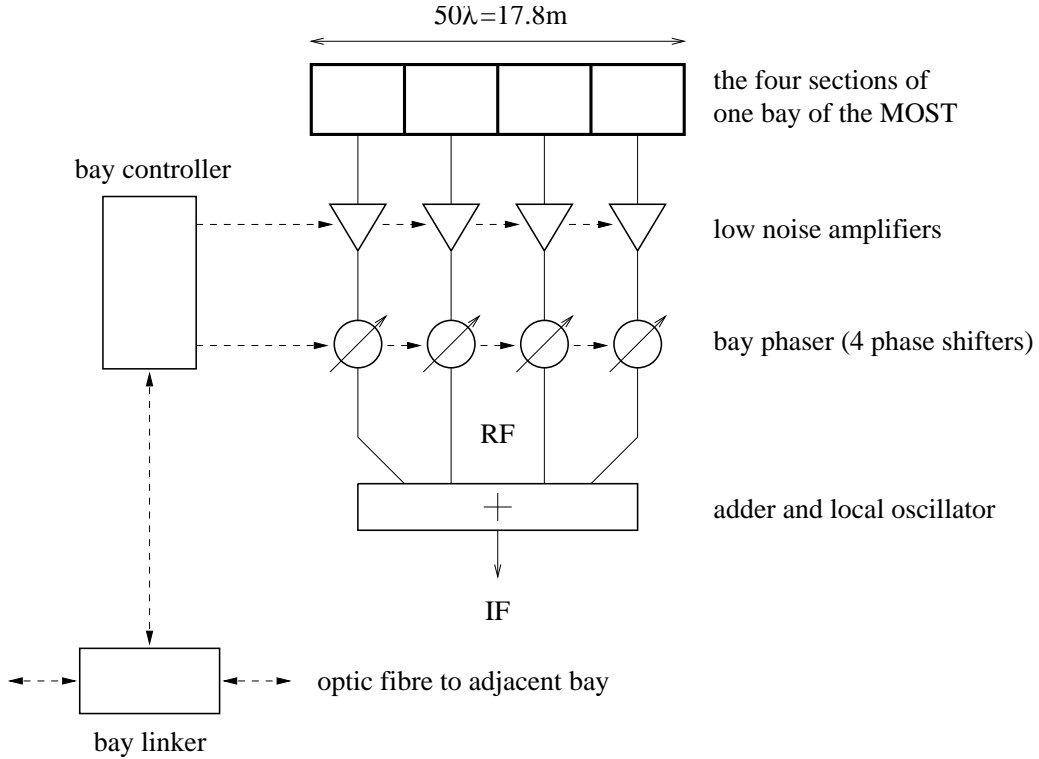 50λ=17.8m
the four sections of
one bay of the MOST
bay controller
low noise amplifiers
bay phaser (4 phase shifters)
RF
+
adder and local oscillator
IF
optic fibre to adjacent bay
bay linker